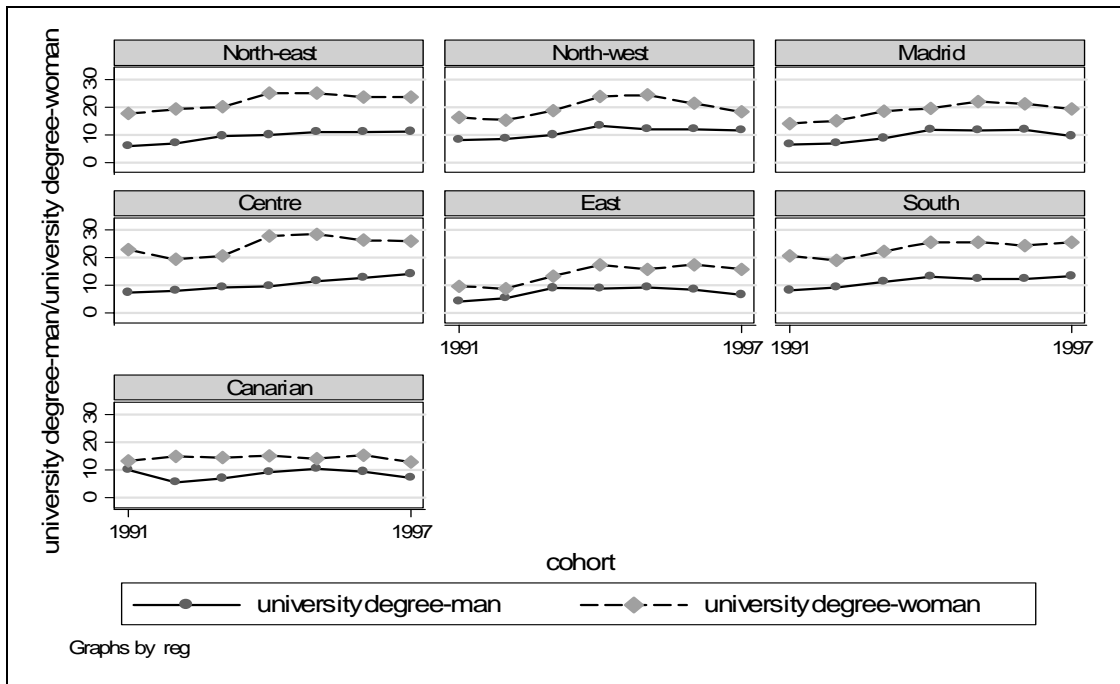 university degree-man/university degree-woman
North-east
North-west
Madrid
0 10 20 30
Centre
East
South
0 10 20 30
1991 1997
1991 1997
Canarian
0 10 20 30
1991 1997
cohort
university degree-man
university degree-woman
Graphs by reg